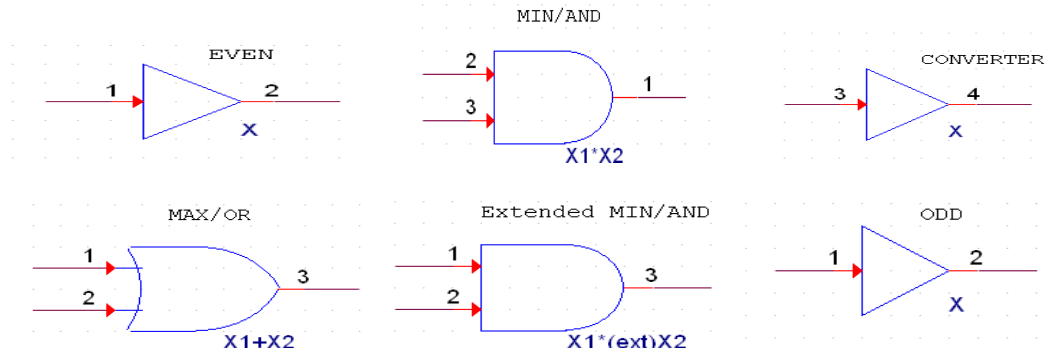 MIN/AND
EVEN
CONVERTER
1 2
2
3
1
3 4
X
X1*X2
X
MAX/OR
Extended MIN/AND
ODD
1
2
3
1
2
3
1 2
X1+X2
X1*(ext)X2
X